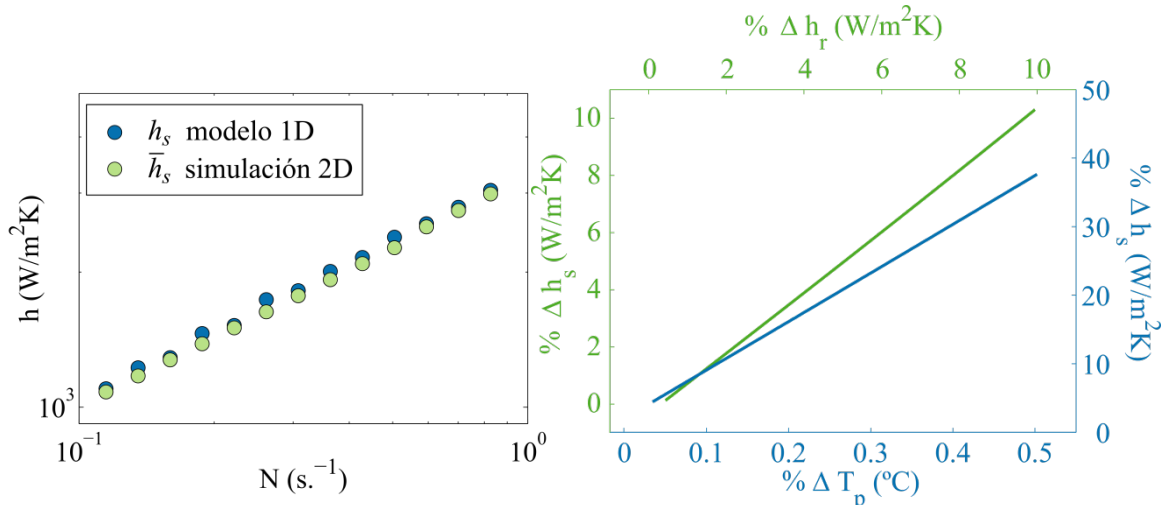 h_s modelo 1D
h̅_s simulación 2D
h (W/m²K)
10³
10⁻¹
10⁰
N (s.⁻¹)
% Δ h_r (W/m²K)
0 2 4 6 8 10
% Δ h_s (W/m²K)
10
8
6
4
2
0
50
40
30
20
10
0
% Δ h_s (W/m²K)
0 0.1 0.2 0.3 0.4 0.5
% Δ T_p (ºC)